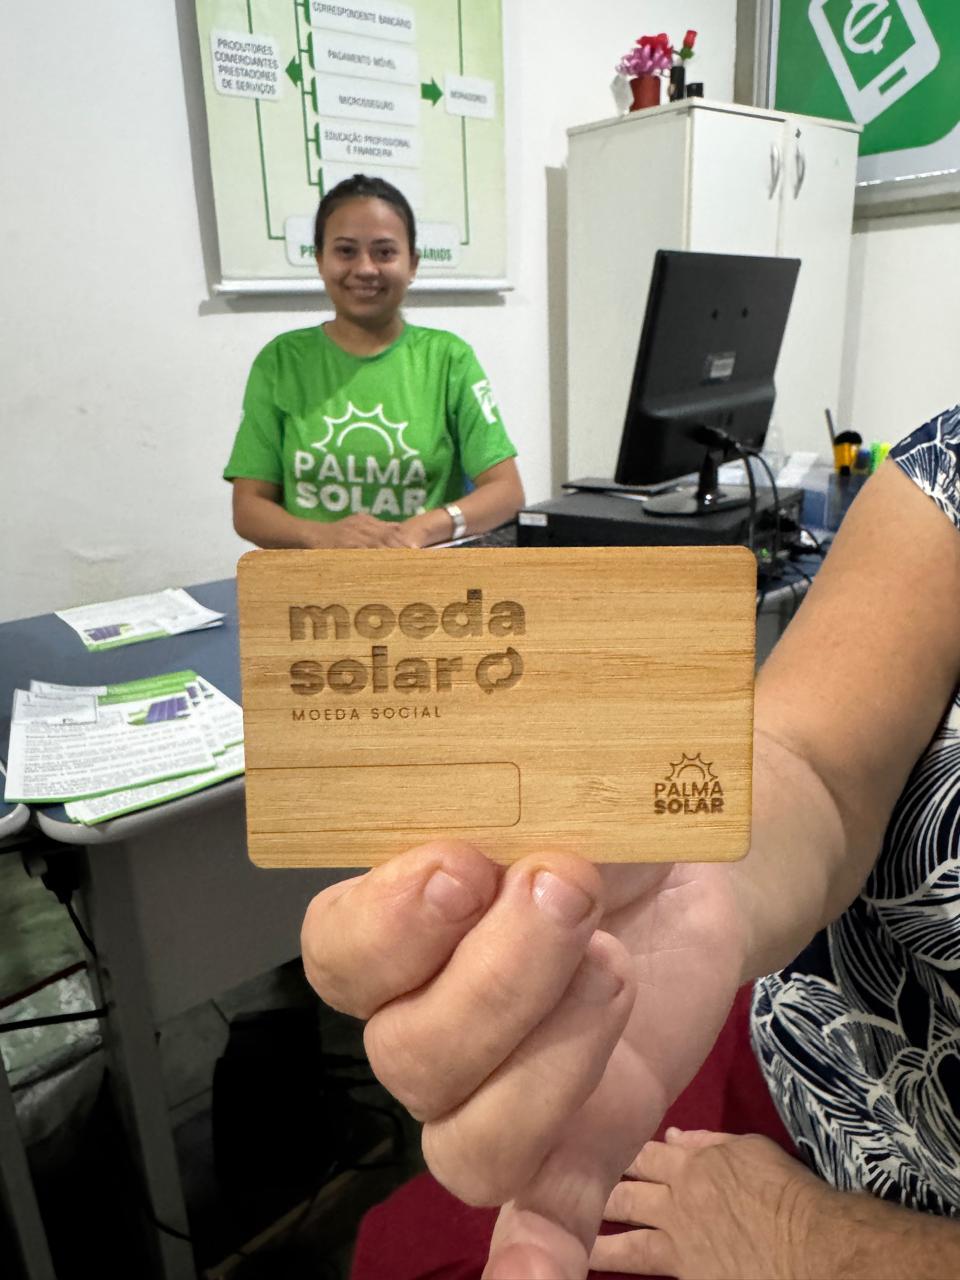 CORRESPONDENTE BANCÁRIO
PRODUTORES
COMERCIANTES
PRESTADORES
DE SERVIÇOS
PAGAMENTO MÓVEL
MORADORES
MICROSSEGURO
EDUCAÇÃO PROFISSIONAL
E FINANCEIRA
PALMA
SOLAR
moeda
solar
MOEDA SOCIAL
PALMA
SOLAR